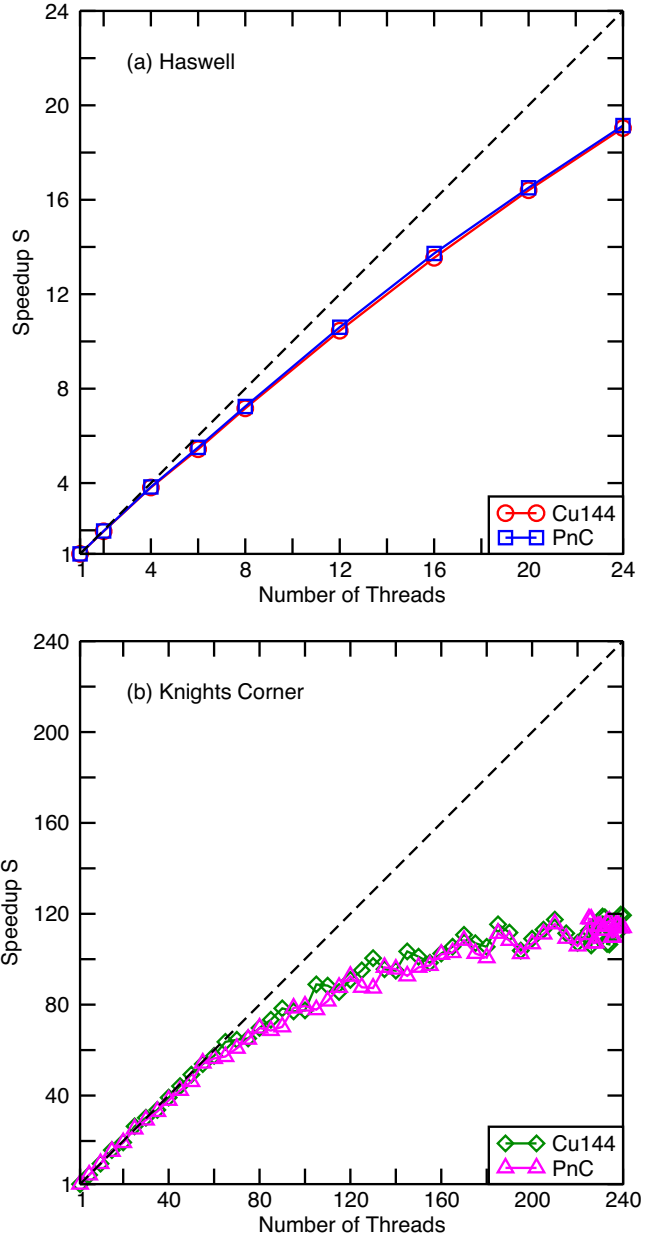 24
(a) Haswell
20
16
12
8
4
1
Speedup S
Cu144
PnC
1 4 8 12 16 20 24
Number of Threads
240
(b) Knights Corner
200
160
120
80
40
1
Speedup S
Cu144
PnC
1 40 80 120 160 200 240
Number of Threads